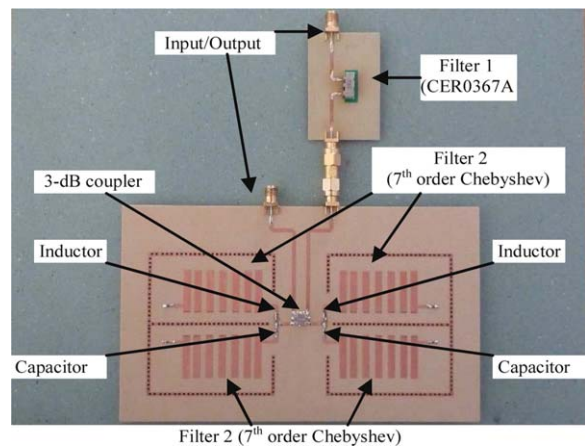 Input/Output
Filter 1
(CER0367A
3-dB coupler
Filter 2
(7th order Chebyshev)
Inductor
Inductor
Capacitor
Capacitor
Filter 2 (7th order Chebyshev)